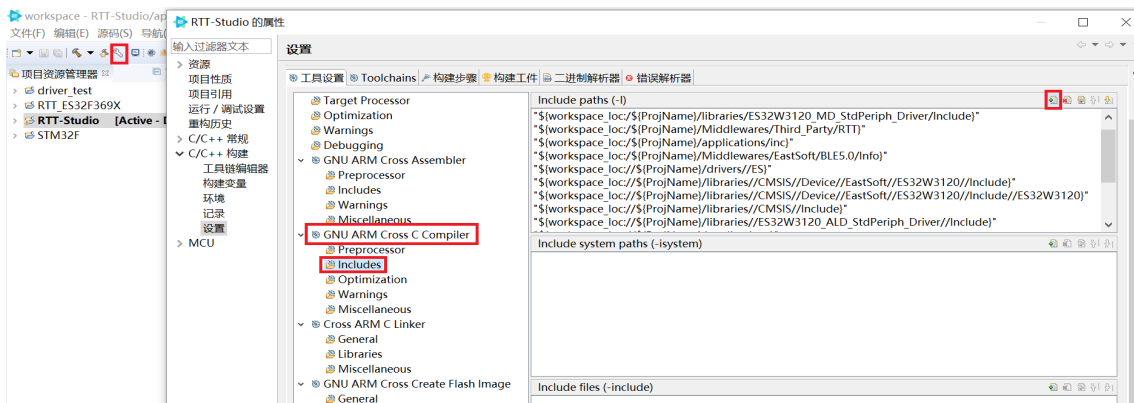 workspace - RTT-Studio/ap
文件(F) 编辑(E) 源码(S) 导航(
项目资源管理器
driver_test
RTT_ES32F369X
RTT-Studio [Active - D
STM32F
RTT-Studio 的属性
输入过滤器文本
资源
项目性质
项目引用
运行 / 调试设置
重构历史
C/C++ 常规
C/C++ 构建
工具链编辑器
构建变量
环境
记录
设置
MCU
设置
工具设置 Toolchains 构建步骤 构建工件 二进制解析器 错误解析器
Target Processor
Optimization
Warnings
Debugging
GNU ARM Cross Assembler
Preprocessor
Includes
Warnings
Miscellaneous
GNU ARM Cross C Compiler
Preprocessor
Includes
Optimization
Warnings
Miscellaneous
Cross ARM C Linker
General
Libraries
Miscellaneous
GNU ARM Cross Create Flash Image
General
Include paths (-I)
"${workspace_loc:/${ProjName}/libraries/ES32W3120_MD_StdPeriph_Driver/Include}"
"${workspace_loc:/${ProjName}/Middlewares/Third_Party/RTT}"
"${workspace_loc:/${ProjName}/applications/inc}"
"${workspace_loc:/${ProjName}/Middlewares/EastSoft/BLE5.0/Info}"
"${workspace_loc://${ProjName}/drivers//ES}"
"${workspace_loc://${ProjName}/libraries//CMSIS//Device//EastSoft//ES32W3120//Include}"
"${workspace_loc://${ProjName}/libraries//CMSIS//Device//EastSoft//ES32W3120//Include//ES32W3120}"
"${workspace_loc://${ProjName}/libraries//CMSIS//Include}"
"${workspace_loc://${ProjName}/libraries//ES32W3120_ALD_StdPeriph_Driver//Include}"
Include system paths (-isystem)
Include files (-include)